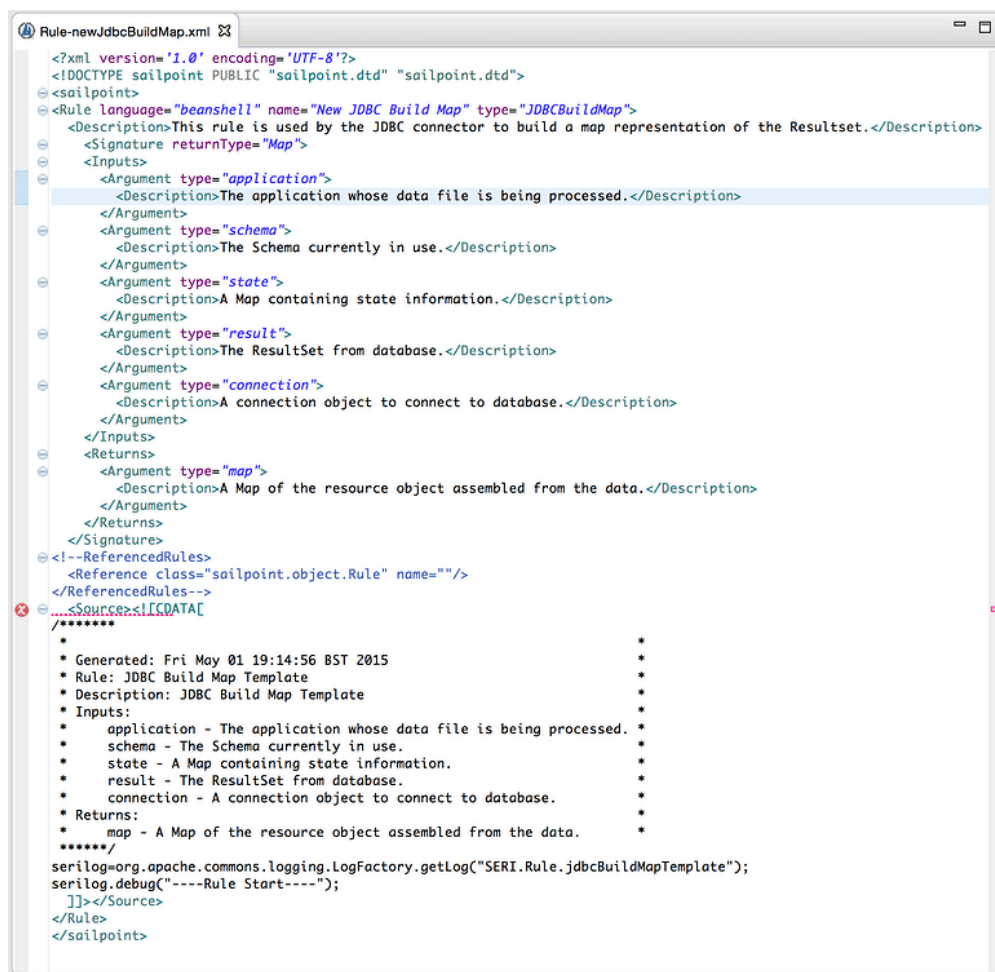 Rule-newJdbcBuildMap.xml
<?xml version='1.0' encoding='UTF-8'?>
<!DOCTYPE sailpoint PUBLIC "sailpoint.dtd" "sailpoint.dtd">
<sailpoint>
<Rule language="beanshell" name="New JDBC Build Map" type="JDBCBuildMap">
  <Description>This rule is used by the JDBC connector to build a map representation of the Resultset.</Description>
    <Signature returnType="Map">
    <Inputs>
      <Argument type="application">
        <Description>The application whose data file is being processed.</Description>
      </Argument>
      <Argument type="schema">
        <Description>The Schema currently in use.</Description>
      </Argument>
      <Argument type="state">
        <Description>A Map containing state information.</Description>
      </Argument>
      <Argument type="result">
        <Description>The ResultSet from database.</Description>
      </Argument>
      <Argument type="connection">
        <Description>A connection object to connect to database.</Description>
      </Argument>
    </Inputs>
    <Returns>
      <Argument type="map">
        <Description>A Map of the resource object assembled from the data.</Description>
      </Argument>
    </Returns>
  </Signature>
<!--ReferencedRules>
  <Reference class="sailpoint.object.Rule" name=""/>
</ReferencedRules-->
  <Source><![CDATA[
/*******
 *                                                                       *
 * Generated: Fri May 01 19:14:56 BST 2015                               *
 * Rule: JDBC Build Map Template                                         *
 * Description: JDBC Build Map Template                                  *
 * Inputs:                                                               *
 *     application - The application whose data file is being processed. *
 *     schema - The Schema currently in use.                             *
 *     state - A Map containing state information.                       *
 *     result - The ResultSet from database.                             *
 *     connection - A connection object to connect to database.          *
 * Returns:                                                              *
 *     map - A Map of the resource object assembled from the data.       *
 ******/
serilog=org.apache.commons.logging.LogFactory.getLog("SERI.Rule.jdbcBuildMapTemplate");
serilog.debug("----Rule Start----");
  ]]></Source>
</Rule>
</sailpoint>